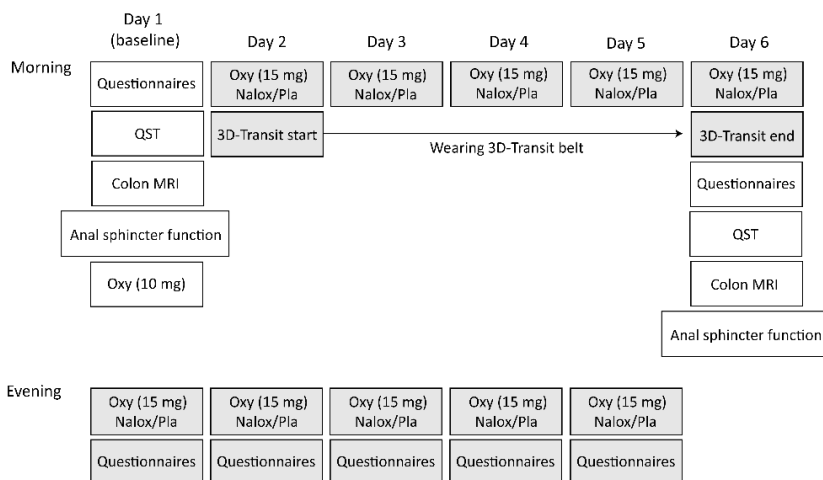 Day 1
(baseline)
Day 2
Day 3
Day 4
Day 5
Day 6
Morning
Questionnaires
Oxy (15 mg)
Nalox/Pla
Oxy (15 mg)
Nalox/Pla
Oxy (15 mg)
Nalox/Pla
Oxy (15 mg)
Nalox/Pla
Oxy (15 mg)
Nalox/Pla
QST
3D-Transit start
Wearing 3D-Transit belt
3D-Transit end
Colon MRI
Questionnaires
Anal sphincter function
QST
Oxy (10 mg)
Colon MRI
Anal sphincter function
Evening
Oxy (15 mg)
Nalox/Pla
Oxy (15 mg)
Nalox/Pla
Oxy (15 mg)
Nalox/Pla
Oxy (15 mg)
Nalox/Pla
Oxy (15 mg)
Nalox/Pla
Questionnaires
Questionnaires
Questionnaires
Questionnaires
Questionnaires